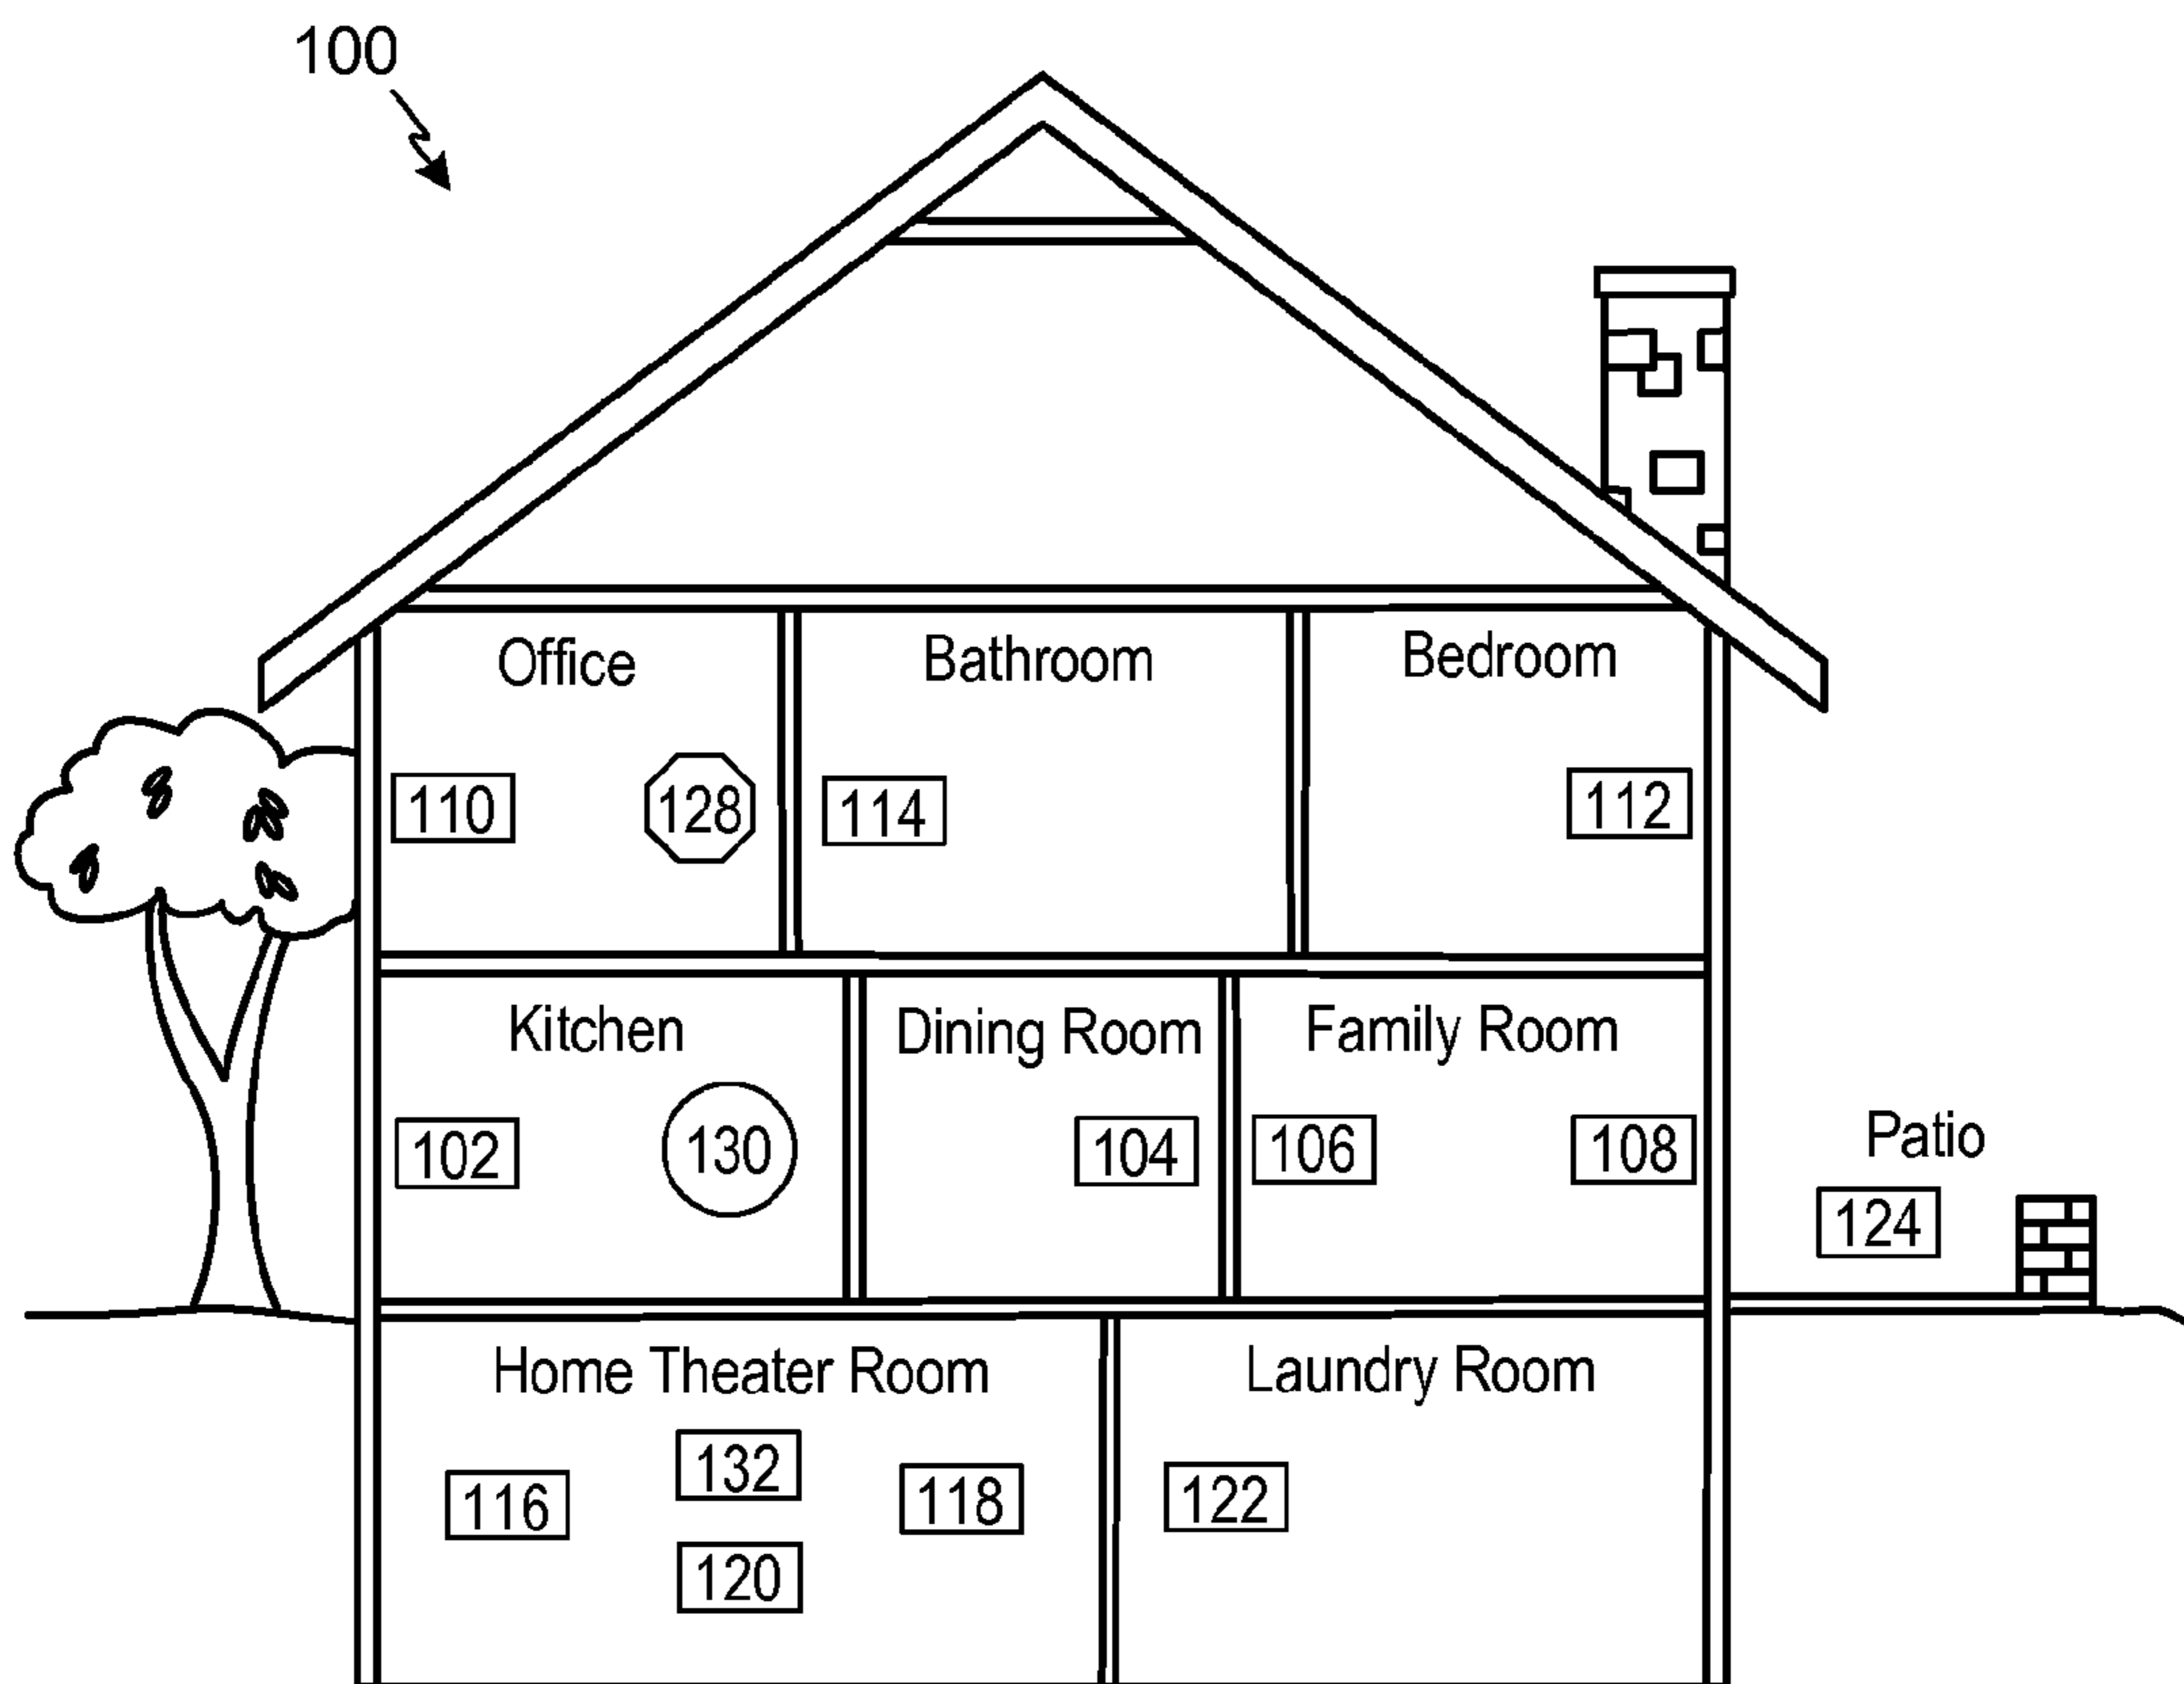 100
Office
Bathroom
Bedroom
110
128
114
112
Kitchen
Dining Room
Family Room
102
130
104
106
108
Patio
124
Home Theater Room
Laundry Room
132
116
118
122
120